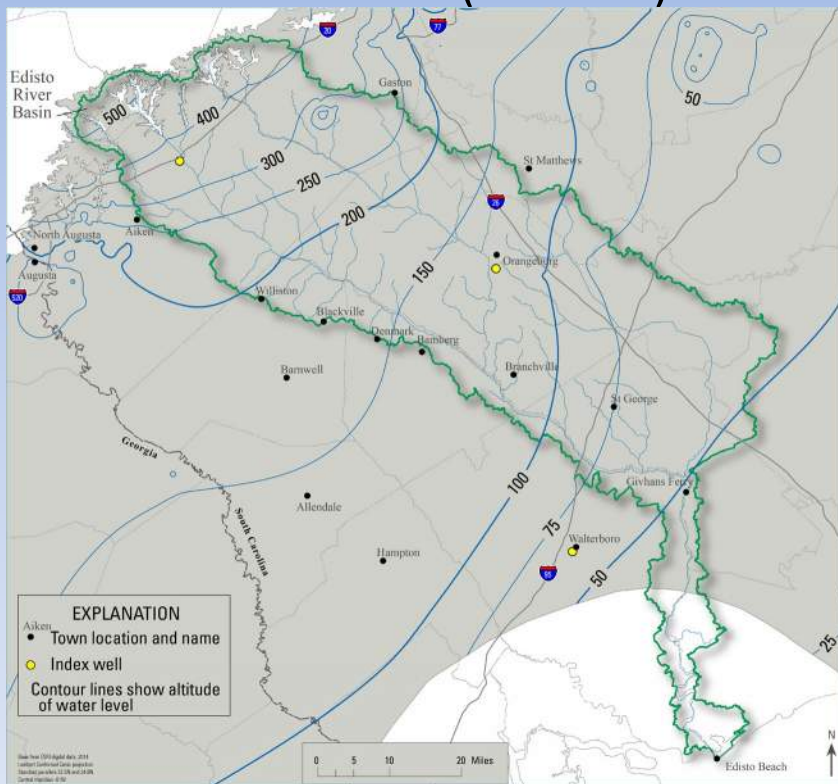 20
77
Edisto
River
Basin
500
400
Gaston
50
300
250
St Matthews
200
26
Aiken
North Augusta
Augusta
150
Orangeburg
520
Williston
Blackville
Denmark
Bamberg
Barnwell
Branchville
St George
Georgia
South Carolina
Givhans Ferry
Allendale
100
75
Walterboro
50
Hampton
95
25
EXPLANATION
Aiken
Town location and name
Index well
Contour lines show altitude
of water level
0
10
20 Miles
N
Edisto Beach